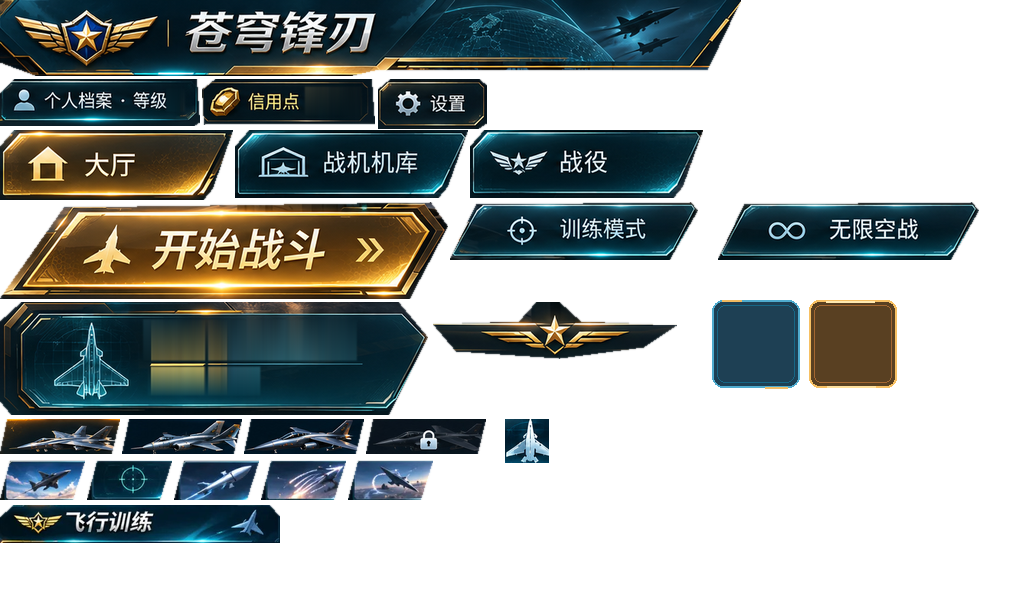 苍穹锋刃
个人档案 · 等级
信用点
设置
大厅
战机机库
战役
开始战斗
训练模式
无限空战
飞行训练